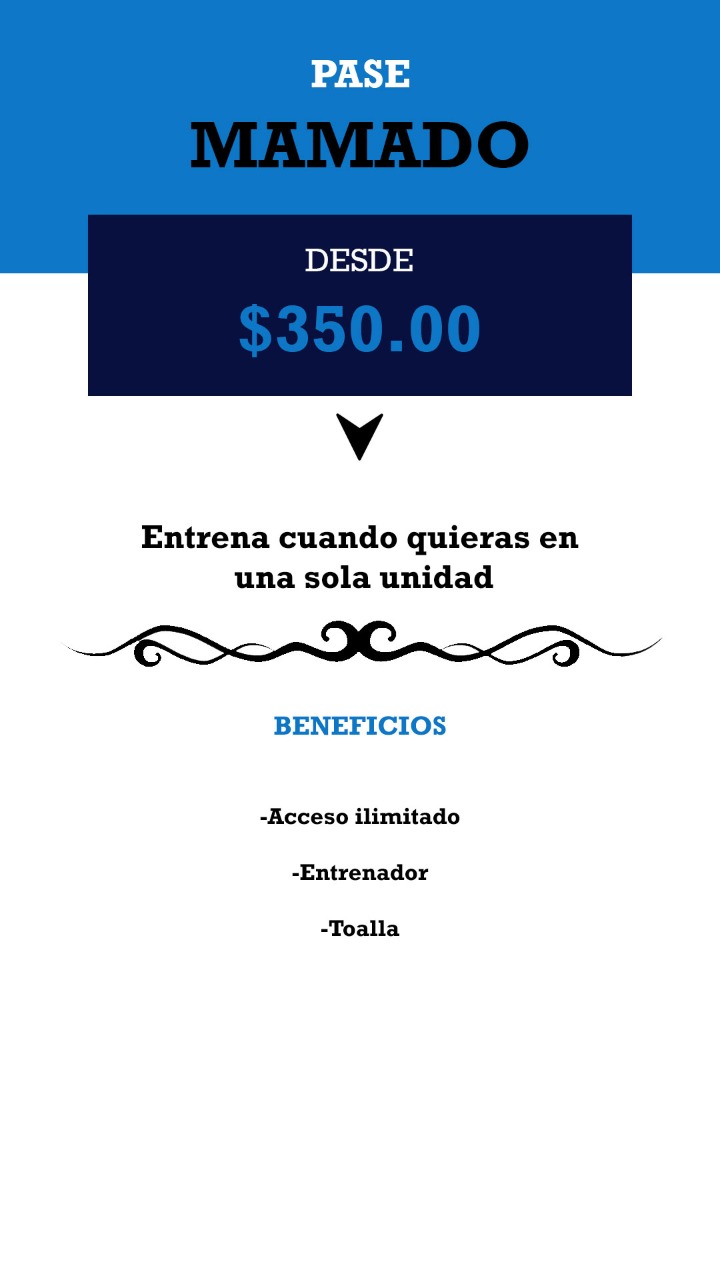 PASE
MAMADO
DESDE
$350.00
Entrena cuando quieras en
una sola unidad
BENEFICIOS
-Acceso ilimitado
-Entrenador
-Toalla